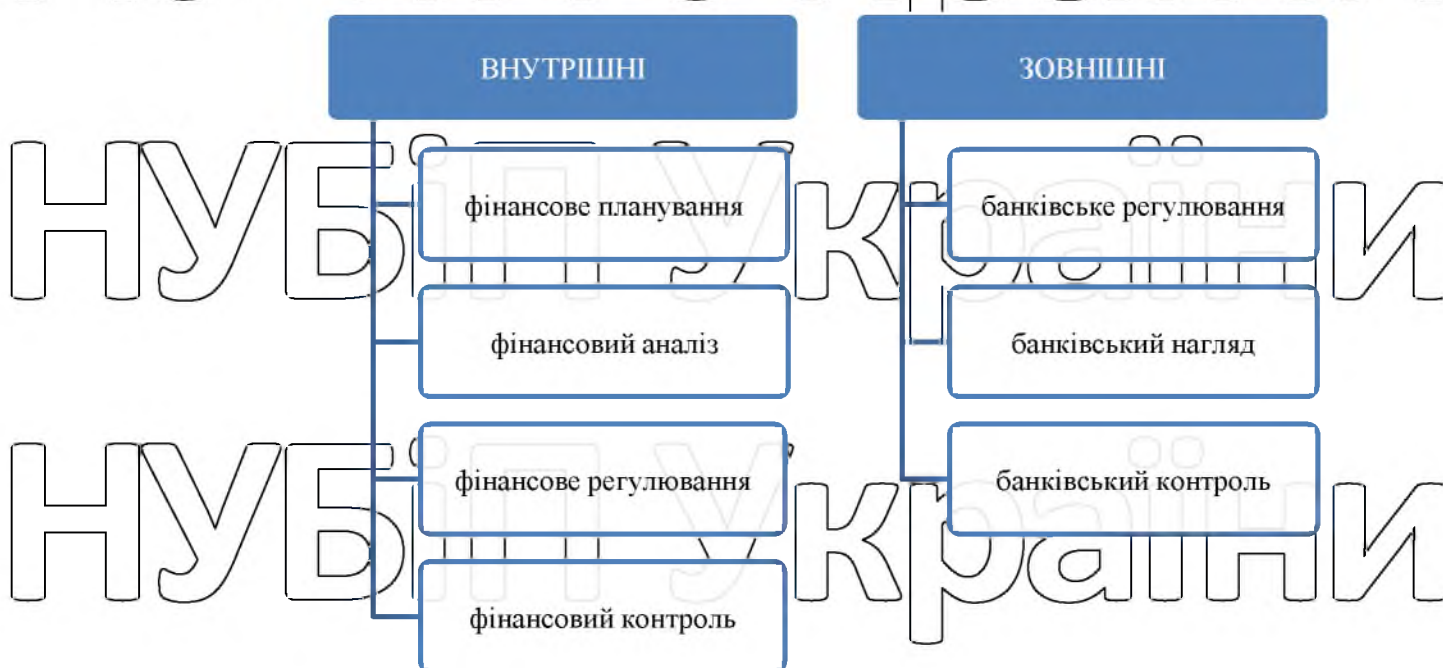 ВНУТРІШНІ
фінансове планування
фінансовий аналіз
фінансове регулювання
фінансовий контроль
ЗОВНІШНІ
банківське регулювання
банківський нагляд
банківський контроль
НУБіП України
НУБіП України